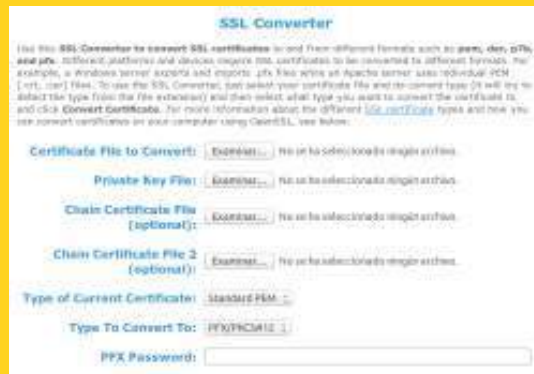 SSL Converter
Use this SSL Converter to convert SSL certificates to and from different formats such as pem, der, p7b,
and pfx. Different platforms and devices require SSL certificates to be converted to different formats. For
example, a Windows server exports and imports .pfx files while an Apache server uses individual PEM
(.crt, .cer) files. To use the SSL Converter, just select your certificate file and its current type (it will try to
detect the type from the file extension) and then select what type you want to convert the certificate to
and click Convert Certificate. For more information about the different SSL certificate types and how you
can convert certificates on your computer using OpenSSL, see below.
Certificate File to Convert: Examinar... No se ha seleccionado ningún archivo.
Private Key File: Examinar... No se ha seleccionado ningún archivo.
Chain Certificate File
(optional): Examinar... No se ha seleccionado ningún archivo.
Chain Certificate File 2
(optional): Examinar... No se ha seleccionado ningún archivo.
Type of Current Certificate: Standard PEM
Type To Convert To: PFX/PKCS#12
PFX Password: